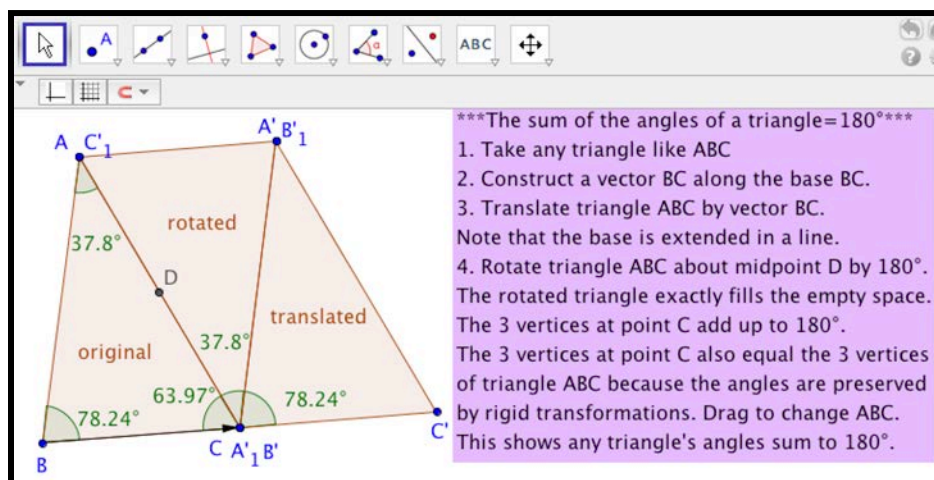 A
ABC
A C'₁
A' B'₁
rotated
37.8°
D
translated
original
37.8°
63.97°
78.24°
78.24°
B
C A'₁ B'
C'
***The sum of the angles of a triangle=180°***
1. Take any triangle like ABC
2. Construct a vector BC along the base BC.
3. Translate triangle ABC by vector BC.
Note that the base is extended in a line.
4. Rotate triangle ABC about midpoint D by 180°.
The rotated triangle exactly fills the empty space.
The 3 vertices at point C add up to 180°.
The 3 vertices at point C also equal the 3 vertices
of triangle ABC because the angles are preserved
by rigid transformations. Drag to change ABC.
This shows any triangle's angles sum to 180°.